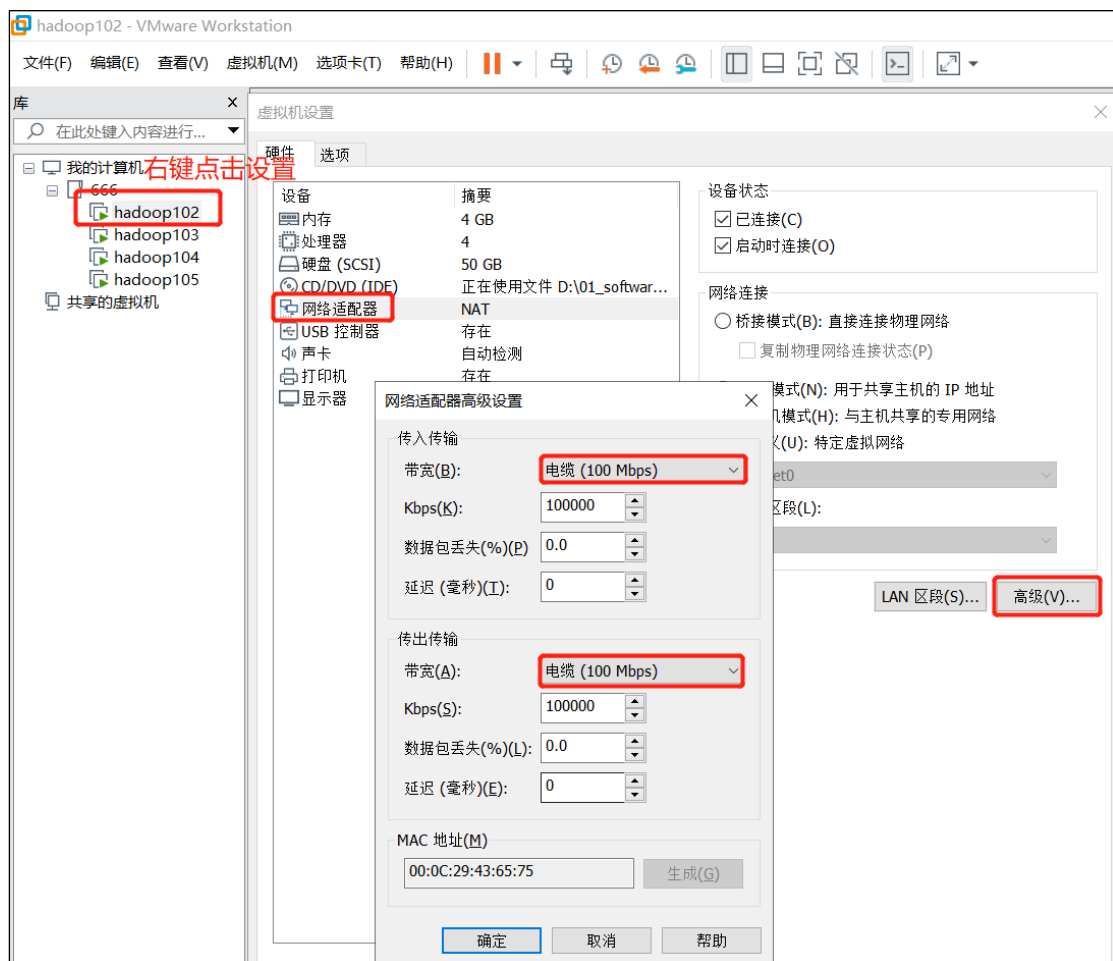 hadoop102 - VMware Workstation
文件(F) 编辑(E) 查看(V) 虚拟机(M) 选项卡(T) 帮助(H)
库
在此处键入内容进行...
我的计算机
右键点击设置
666
hadoop102
hadoop103
hadoop104
hadoop105
共享的虚拟机
虚拟机设置
硬件 选项
设备 摘要
内存 4 GB
处理器 4
硬盘 (SCSI) 50 GB
CD/DVD (IDE) 正在使用文件 D:\01_softwar...
网络适配器 NAT
USB 控制器 存在
声卡 自动检测
打印机 存在
显示器
设备状态
已连接(C)
启动时连接(O)
网络连接
桥接模式(B): 直接连接物理网络
复制物理网络连接状态(P)
模式(N): 用于共享主机的 IP 地址
机模式(H): 与主机共享的专用网络
(U): 特定虚拟网络
et0
区段(L):
LAN 区段(S)... 高级(V)...
网络适配器高级设置
传入传输
带宽(B): 电缆 (100 Mbps)
Kbps(K): 100000
数据包丢失(%)(P) 0.0
延迟 (毫秒)(T): 0
传出传输
带宽(A): 电缆 (100 Mbps)
Kbps(S): 100000
数据包丢失(%)(L): 0.0
延迟 (毫秒)(E): 0
MAC 地址(M)
00:0C:29:43:65:75 生成(G)
确定 取消 帮助